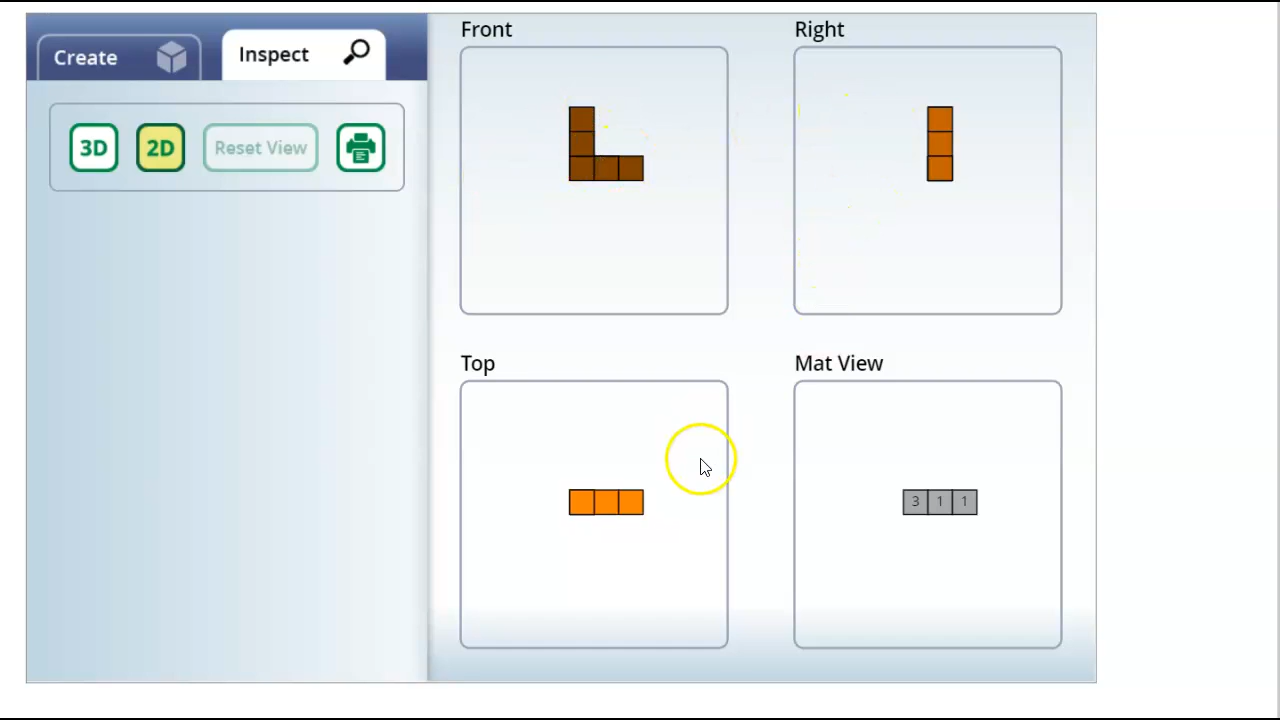 Create
Inspect
3D
2D
Reset View
Front
Right
Top
Mat View
3 1 1